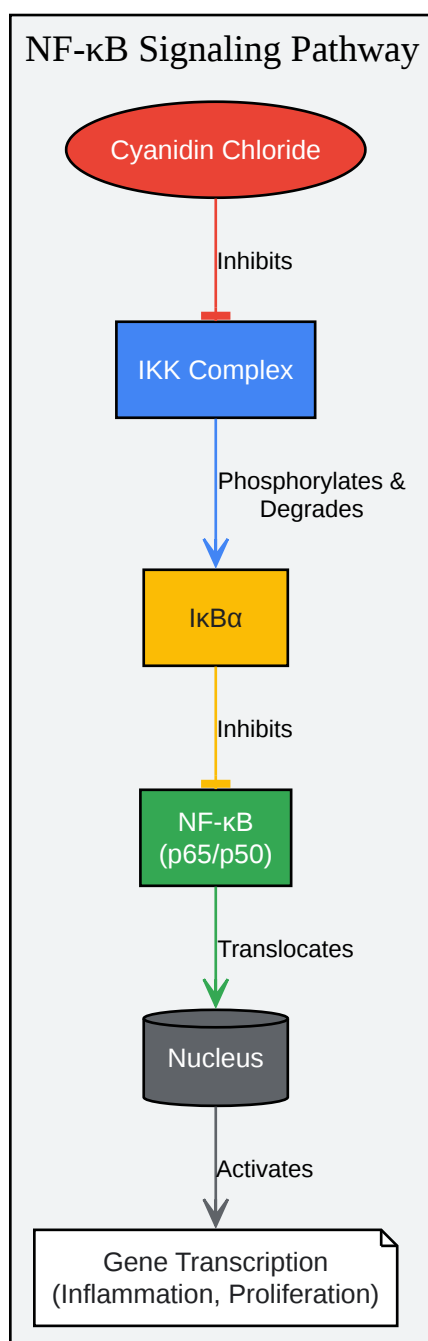 NF-κB Signaling Pathway
Cyanidin Chloride
Inhibits
IKK Complex
Phosphorylates &
Degrades
IκBα
Inhibits
NF-κB
(p65/p50)
Translocates
Nucleus
Activates
Gene Transcription
(Inflammation, Proliferation)